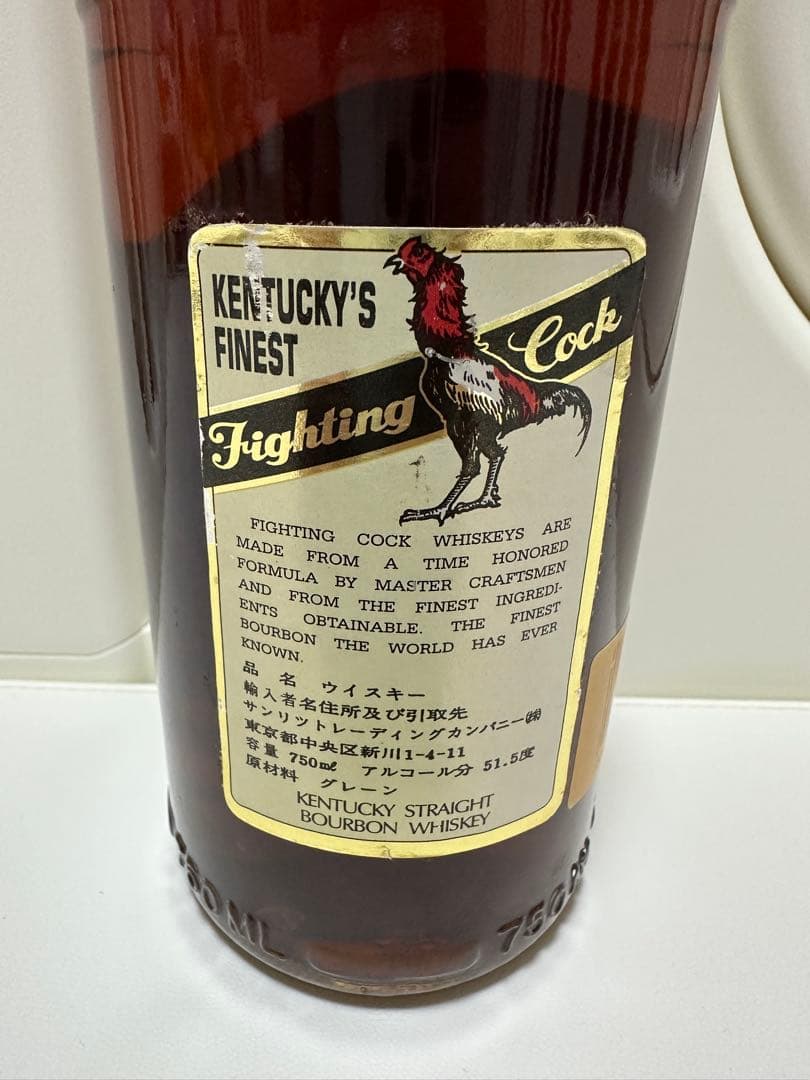 KENTUCKY'S
FINEST
Fighting Cock
FIGHTING COCK WHISKEYS ARE
MADE FROM A TIME HONORED
FORMULA BY MASTER CRAFTSMEN
AND FROM THE FINEST INGREDI-
ENTS OBTAINABLE. THE FINEST
BOURBON THE WORLD HAS EVER
KNOWN.
品 名 ウイスキー
輸入者名住所及び引取先
サンリツトレーディングカンパニー㈱
東京都中央区新川1-4-11
容量 750㎖ アルコール分 51.5度
原材料 グレーン
KENTUCKY STRAIGHT
BOURBON WHISKEY
750ML
750